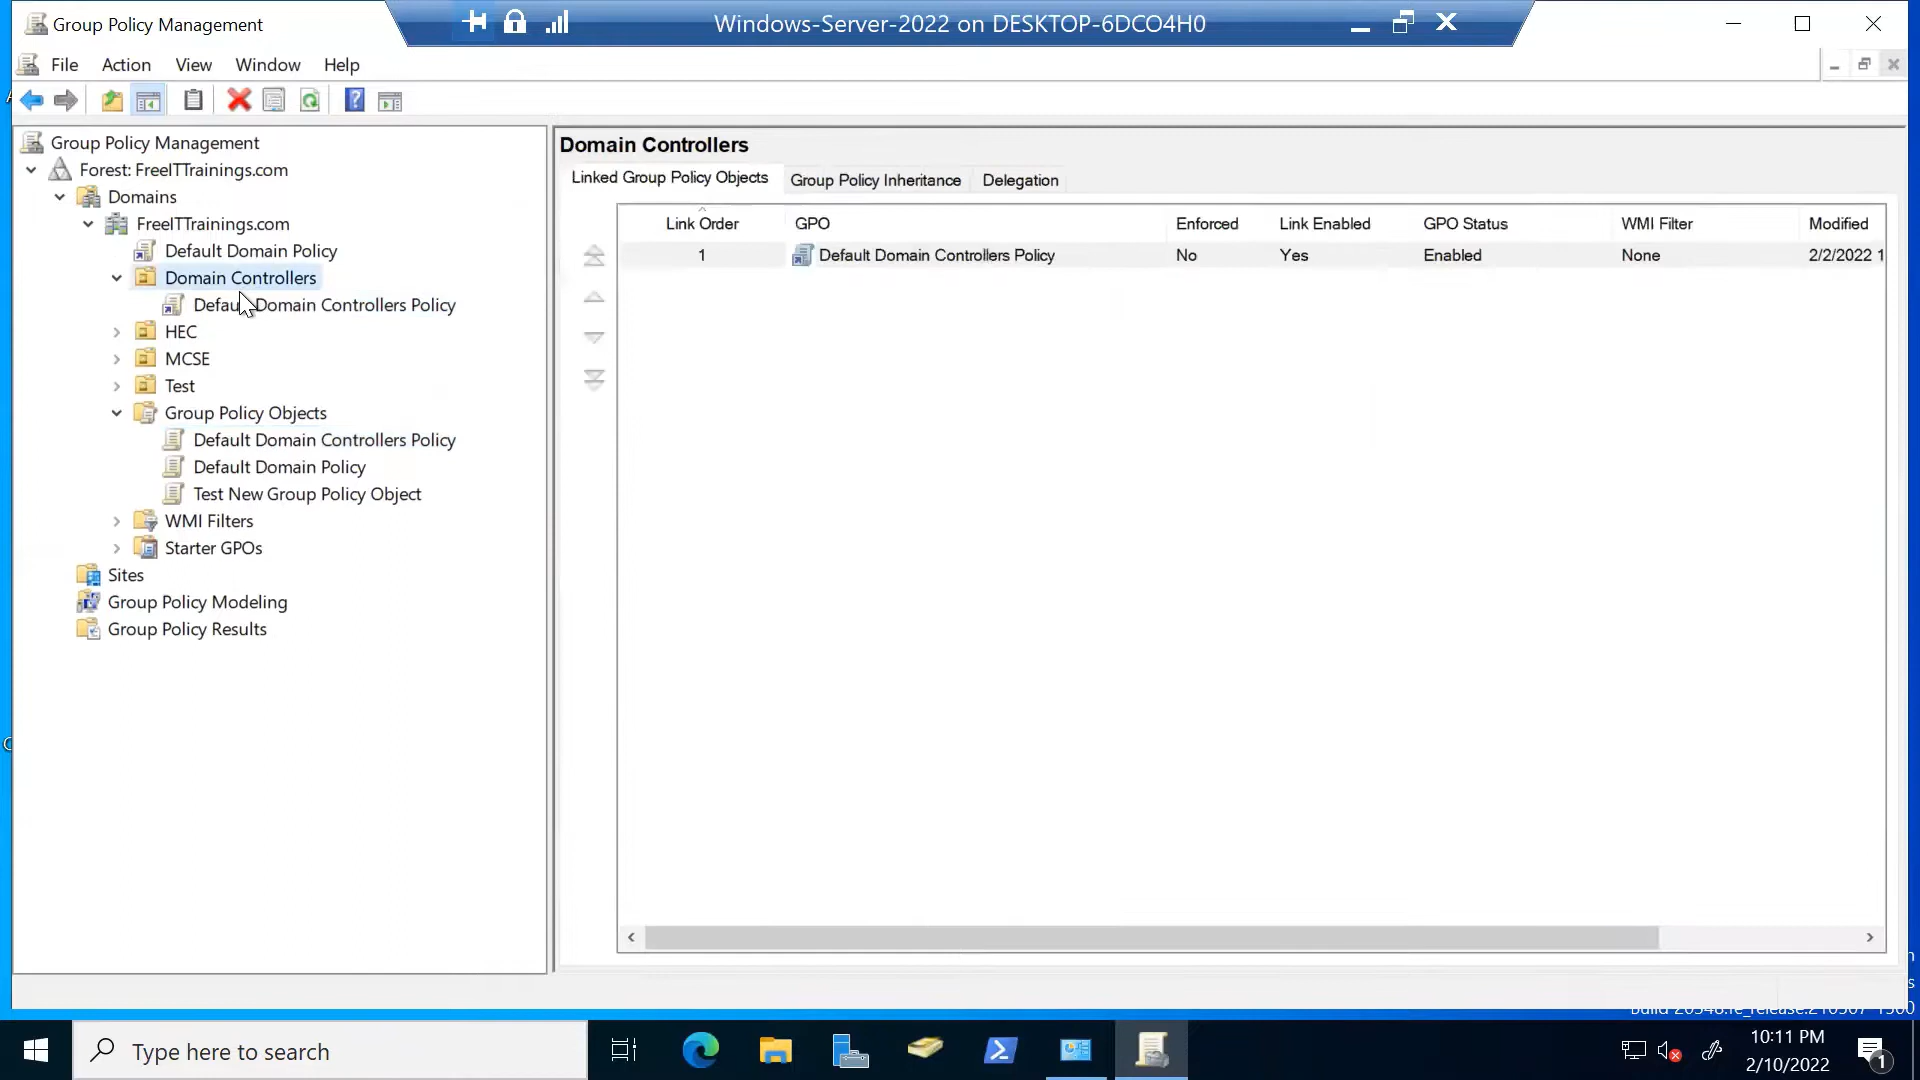 Group Policy Management
Windows-Server-2022 on DESKTOP-6DCO4H0
File Action View Window Help
Group Policy Management
Forest: FreeITTrainings.com
Domains
FreeITTrainings.com
Default Domain Policy
Domain Controllers
Default Domain Controllers Policy
HEC
MCSE
Test
Group Policy Objects
Default Domain Controllers Policy
Default Domain Policy
Test New Group Policy Object
WMI Filters
Starter GPOs
Sites
Group Policy Modeling
Group Policy Results
Domain Controllers
Linked Group Policy Objects Group Policy Inheritance Delegation
Link Order GPO Enforced Link Enabled GPO Status WMI Filter Modified
1 Default Domain Controllers Policy No Yes Enabled None 2/2/2022 1
Type here to search
10:11 PM
2/10/2022
1